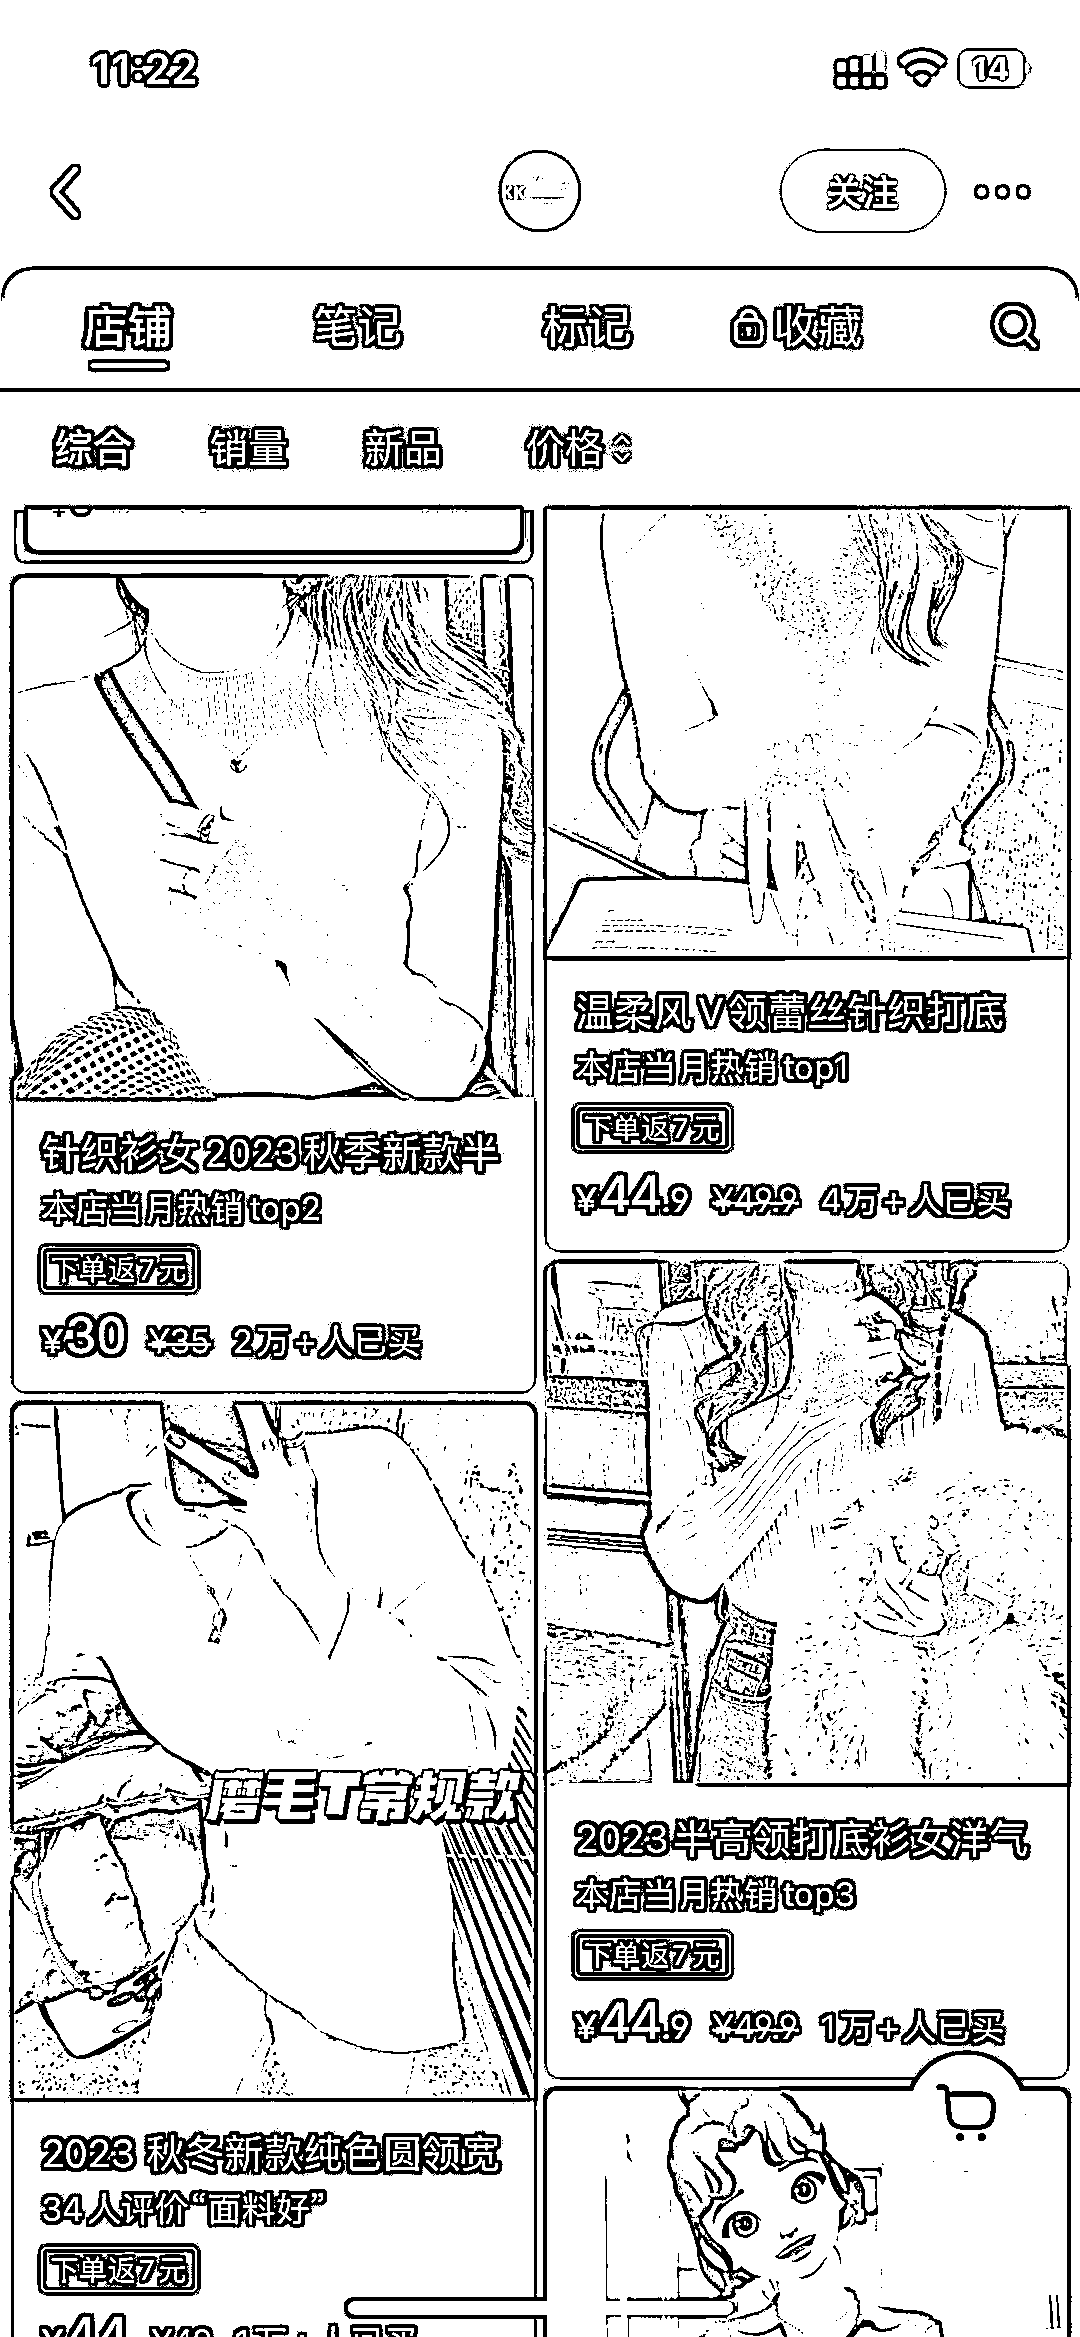 11:22
14
关注
店铺 笔记 标记 收藏
综合 销量 新品 价格
针织衫女2023秋季新款半
本店当月热销top2
下单返7元
¥30 ¥35 2万+人已买
磨毛T常规款
2023 秋冬新款纯色圆领宽
34人评价“面料好”
下单返7元
¥44
温柔风V领蕾丝针织打底
本店当月热销top1
下单返7元
¥44.9 ¥49.9 4万+人已买
2023半高领打底衫女洋气
本店当月热销top3
下单返7元
¥44.9 ¥49.9 1万+人已买